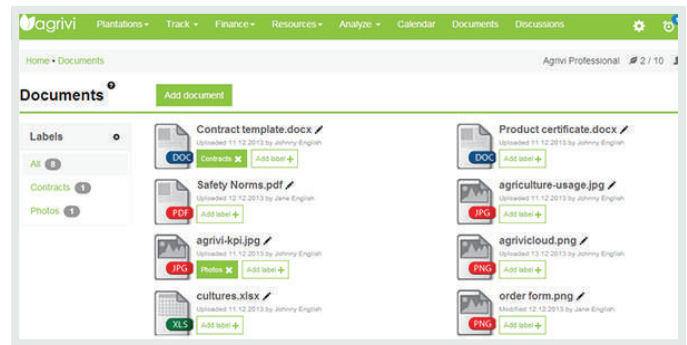 agrivi Plantations Track Finance Resources Analyze Calendar Documents Discussions
Home • Documents
Agrivi Professional 2 / 10
Documents ?
Add document
Labels
All 8
Contracts 1
Photos 1
Contract template.docx
Uploaded 11.12.2013 by Johnny English
DOC Contracts x Add label +
Product certificate.docx
Uploaded 11.12.2013 by Johnny English
DOC Add label +
Safety Norms.pdf
Uploaded 12.12.2013 by Jane English
PDF Add label +
agriculture-usage.jpg
Uploaded 11.12.2013 by Johnny English
JPG Add label +
agrivi-kpi.jpg
Uploaded 11.12.2013 by Johnny English
JPG Photos x Add label +
agrivicloud.png
Uploaded 13.12.2013 by Johnny English
PNG Add label +
cultures.xlsx
Uploaded 11.12.2013 by Johnny English
XLS Add label +
order form.png
Modified 12.12.2013 by Jane English
PNG Add label +